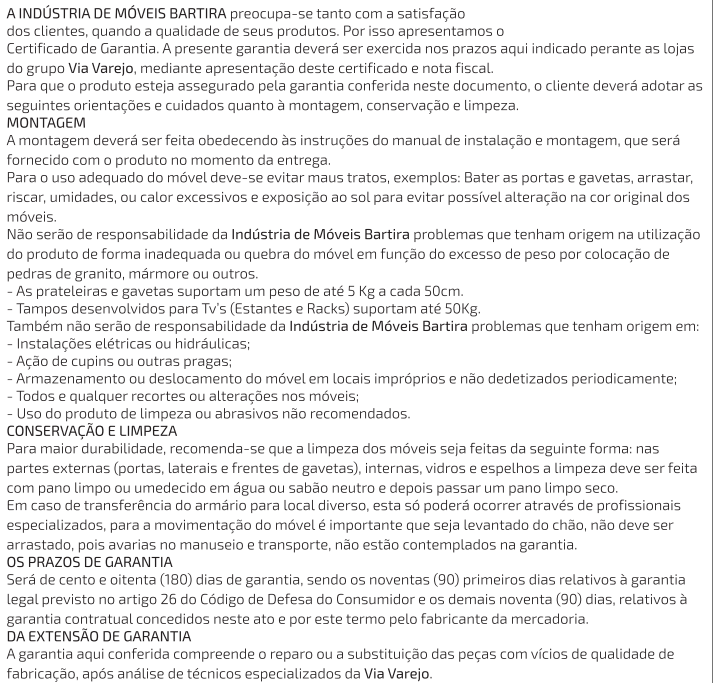 A INDÚSTRIA DE MÓVEIS BARTIRA preocupa-se tanto com a satisfação
dos clientes, quando a qualidade de seus produtos. Por isso apresentamos o
Certificado de Garantia. A presente garantia deverá ser exercida nos prazos aqui indicado perante as lojas
do grupo Via Varejo, mediante apresentação deste certificado e nota fiscal.
Para que o produto esteja assegurado pela garantia conferida neste documento, o cliente deverá adotar as
seguintes orientações e cuidados quanto à montagem, conservação e limpeza.
MONTAGEM
A montagem deverá ser feita obedecendo às instruções do manual de instalação e montagem, que será
fornecido com o produto no momento da entrega.
Para o uso adequado do móvel deve-se evitar maus tratos, exemplos: Bater as portas e gavetas, arrastar,
riscar, umidades, ou calor excessivos e exposição ao sol para evitar possível alteração na cor original dos
móveis.
Não serão de responsabilidade da Indústria de Móveis Bartira problemas que tenham origem na utilização
do produto de forma inadequada ou quebra do móvel em função do excesso de peso por colocação de
pedras de granito, mármore ou outros.
- As prateleiras e gavetas suportam um peso de até 5 Kg a cada 50cm.
- Tampos desenvolvidos para Tv's (Estantes e Racks) suportam até 50Kg.
Também não serão de responsabilidade da Indústria de Móveis Bartira problemas que tenham origem em:
- Instalações elétricas ou hidráulicas;
- Ação de cupins ou outras pragas;
- Armazenamento ou deslocamento do móvel em locais impróprios e não dedetizados periodicamente;
- Todos e qualquer recortes ou alterações nos móveis;
- Uso do produto de limpeza ou abrasivos não recomendados.
CONSERVAÇÃO E LIMPEZA
Para maior durabilidade, recomenda-se que a limpeza dos móveis seja feitas da seguinte forma: nas
partes externas (portas, laterais e frentes de gavetas), internas, vidros e espelhos a limpeza deve ser feita
com pano limpo ou umedecido em água ou sabão neutro e depois passar um pano limpo seco.
Em caso de transferência do armário para local diverso, esta só poderá ocorrer através de profissionais
especializados, para a movimentação do móvel é importante que seja levantado do chão, não deve ser
arrastado, pois avarias no manuseio e transporte, não estão contemplados na garantia.
OS PRAZOS DE GARANTIA
Será de cento e oitenta (180) dias de garantia, sendo os noventas (90) primeiros dias relativos à garantia
legal previsto no artigo 26 do Código de Defesa do Consumidor e os demais noventa (90) dias, relativos à
garantia contratual concedidos neste ato e por este termo pelo fabricante da mercadoria.
DA EXTENSÃO DE GARANTIA
A garantia aqui conferida compreende o reparo ou a substituição das peças com vícios de qualidade de
fabricação, após análise de técnicos especializados da Via Varejo.